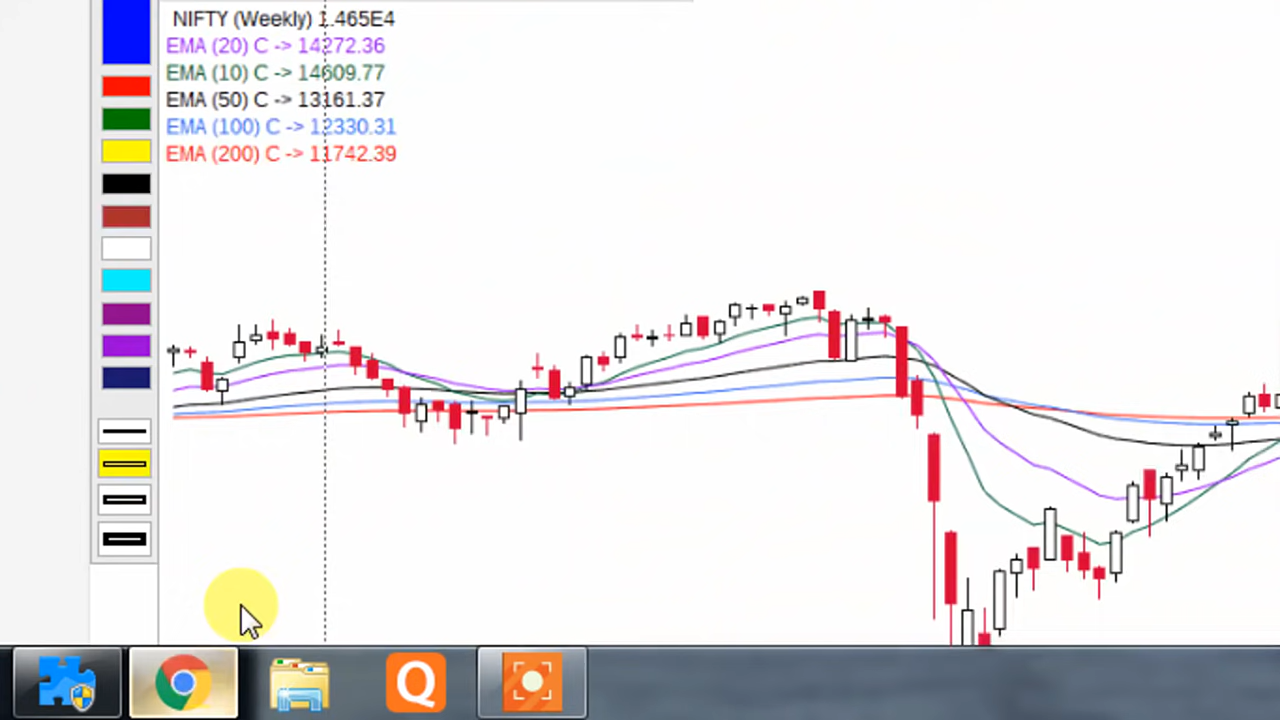 NIFTY (Weekly) 1.465E4
EMA (20) C -> 14272.36
EMA (10) C -> 14609.77
EMA (50) C -> 13161.37
EMA (100) C -> 12330.31
EMA (200) C -> 11742.39
Q